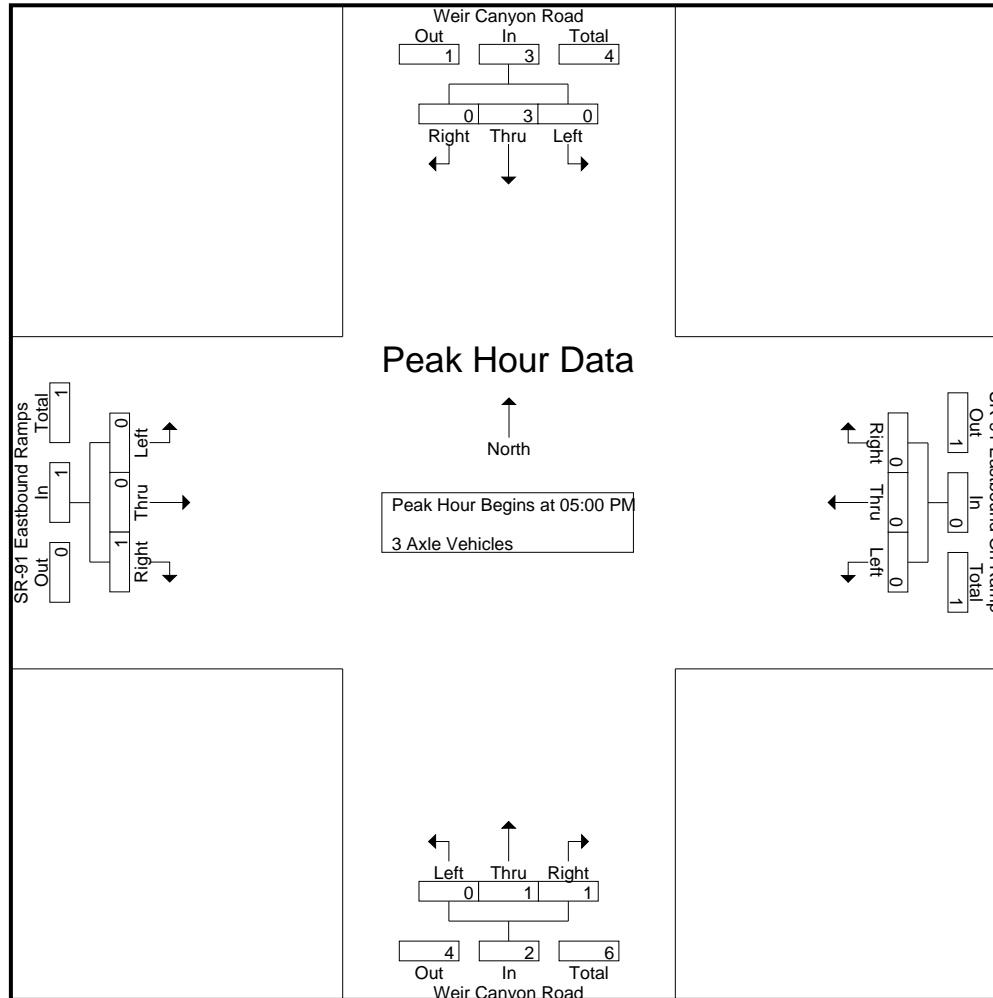 Weir Canyon Road
Out In Total
1 3 4
0 3 0
Right Thru Left
Peak Hour Data
North
Peak Hour Begins at 05:00 PM
3 Axle Vehicles
SR-91 Eastbound Ramps
Total In Out
1 1 0
0 0 1
Left Thru Right
Right Thru Left
0 0 0
Out In Total
1 0 1
Eastbound On Ramp
Left Thru Right
0 1 1
4 2 6
Out In Total
Weir Canyon Road